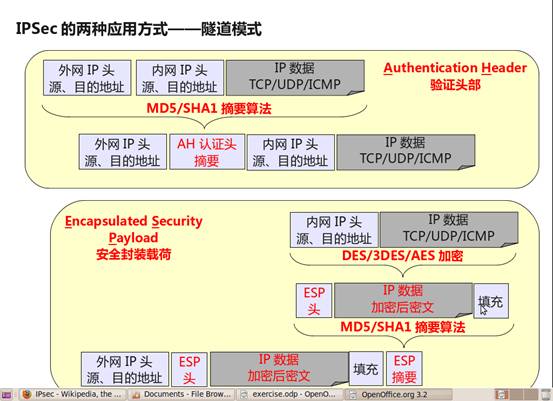 IPSec 的两种应用方式——隧道模式
外网 IP 头
源、目的地址
内网 IP 头
源、目的地址
IP 数据
TCP/UDP/ICMP
Authentication Header
验证头部
MD5/SHA1 摘要算法
外网 IP 头
源、目的地址
AH 认证头
摘要
内网 IP 头
源、目的地址
IP 数据
TCP/UDP/ICMP
Encapsulated Security
Payload
安全封装载荷
内网 IP 头
源、目的地址
IP 数据
TCP/UDP/ICMP
DES/3DES/AES 加密
ESP
头
IP 数据
加密后密文
填充
MD5/SHA1 摘要算法
外网 IP 头
源、目的地址
ESP
头
IP 数据
加密后密文
填充
ESP
摘要
IPsec - Wikipedia, the ...
Documents - File Brow...
exercise.odp - OpenO...
OpenOffice.org 3.2